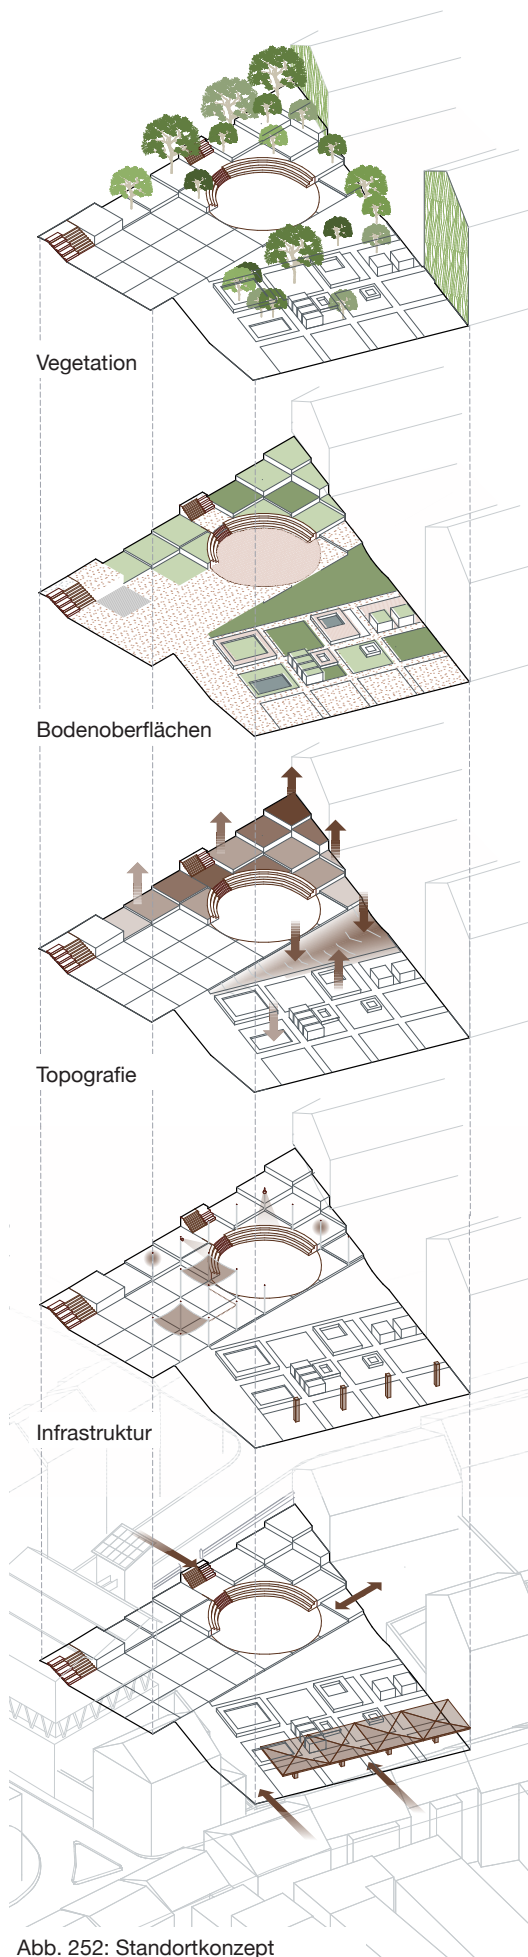 Vegetation
Bodenoberflächen
Topografie
Infrastruktur
Abb. 252: Standortkonzept